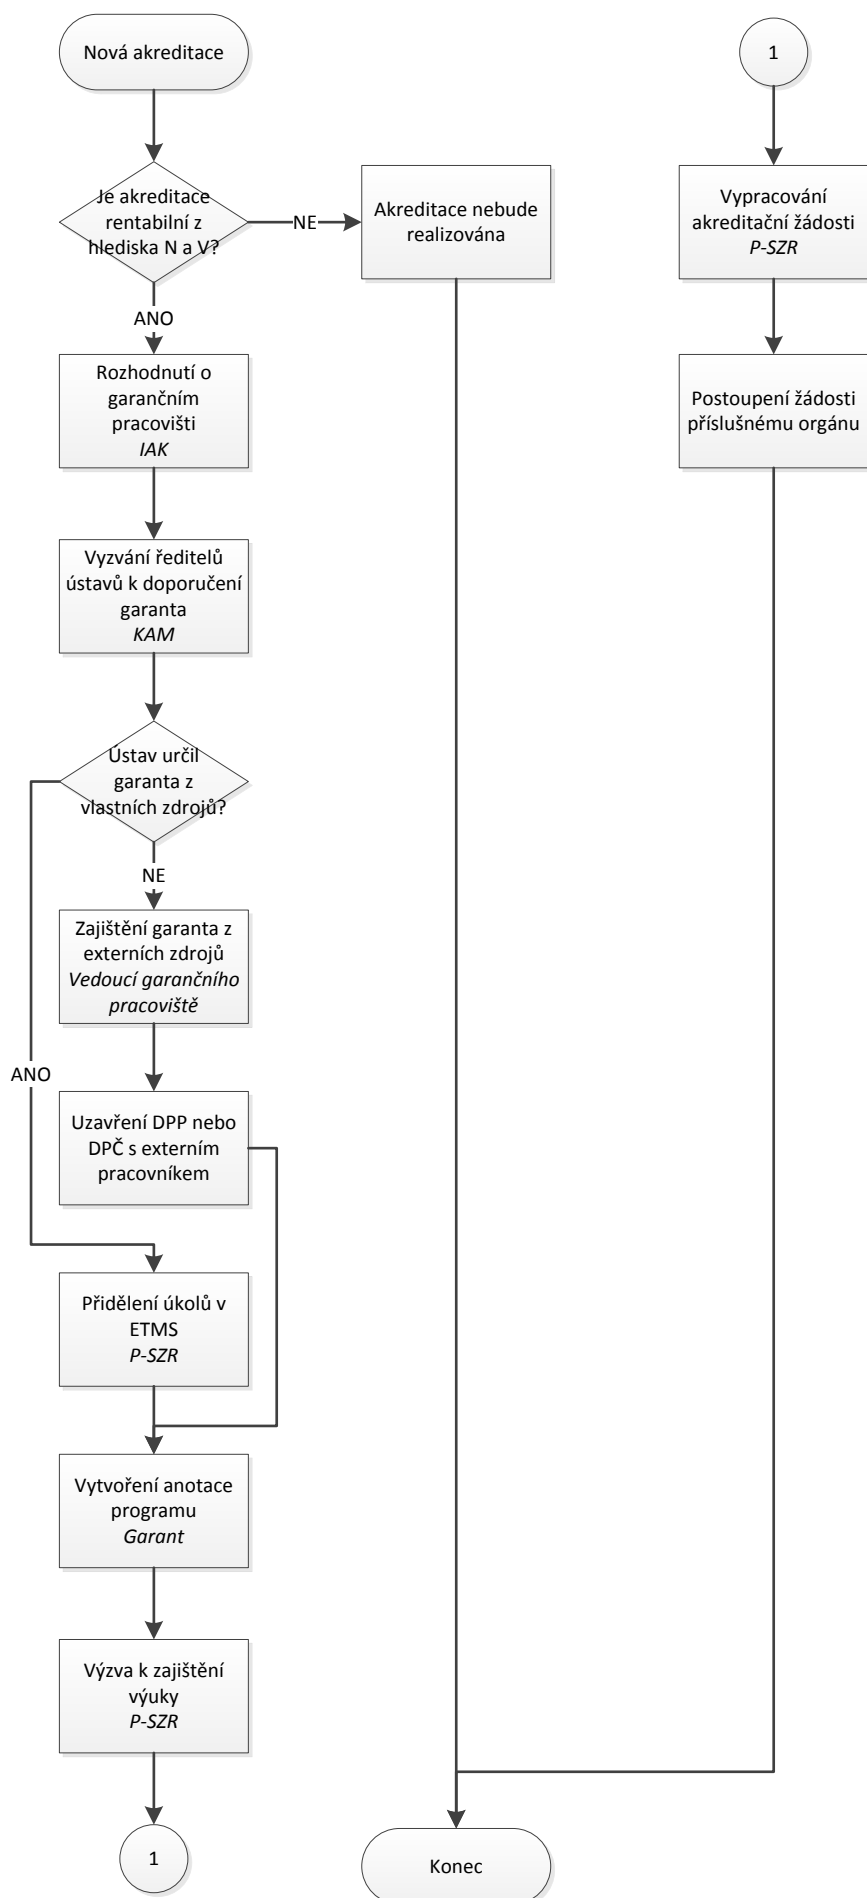 Nová akreditace
Je akreditace
rentabilní z
hlediska N a V?
NE
Akreditace nebude
realizována
ANO
Rozhodnutí o
garančním
pracovišti
IAK
Vyzvání ředitelů
ústavů k doporučení
garanta
KAM
Ústav určil
garanta z
vlastních zdrojů?
NE
Zajištění garanta z
externích zdrojů
Vedoucí garančního
pracoviště
ANO
Uzavření DPP nebo
DPČ s externím
pracovníkem
Přidělení úkolů v
ETMS
P-SZR
Vytvoření anotace
programu
Garant
Výzva k zajištění
výuky
P-SZR
1
1
Vypracování
akreditační žádosti
P-SZR
Postoupení žádosti
příslušnému orgánu
Konec